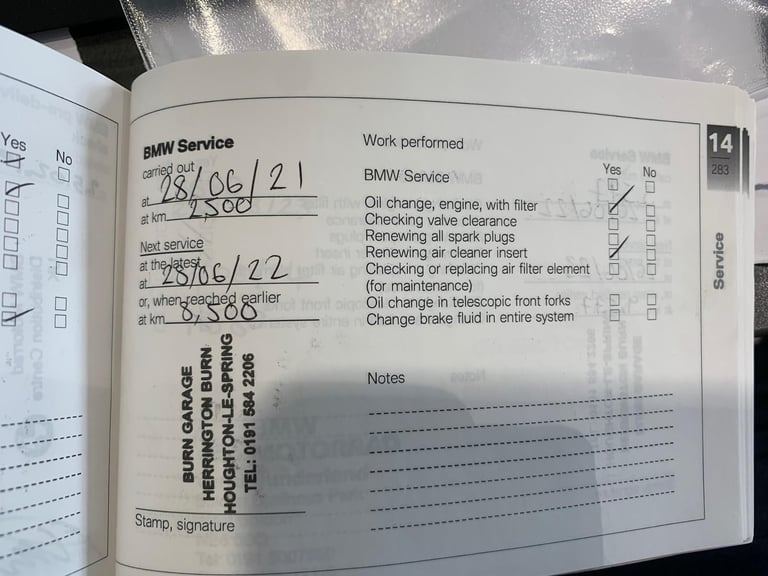 Yes
No
BMW Service
carried out
at 28/06/21
at km 2,500
Next service
at the latest
at 28/06/22
or, when reached earlier
at km 8,500
BURN GARAGE
HERRINGTON BURN
HOUGHTON-LE-SPRING
TEL: 0191 584 2206
Stamp, signature
Work performed
Yes No
BMW Service
Oil change, engine, with filter
Checking valve clearance
Renewing all spark plugs
Renewing air cleaner insert
Checking or replacing air filter element
(for maintenance)
Oil change in telescopic front forks
Change brake fluid in entire system
Notes
14
283
Service